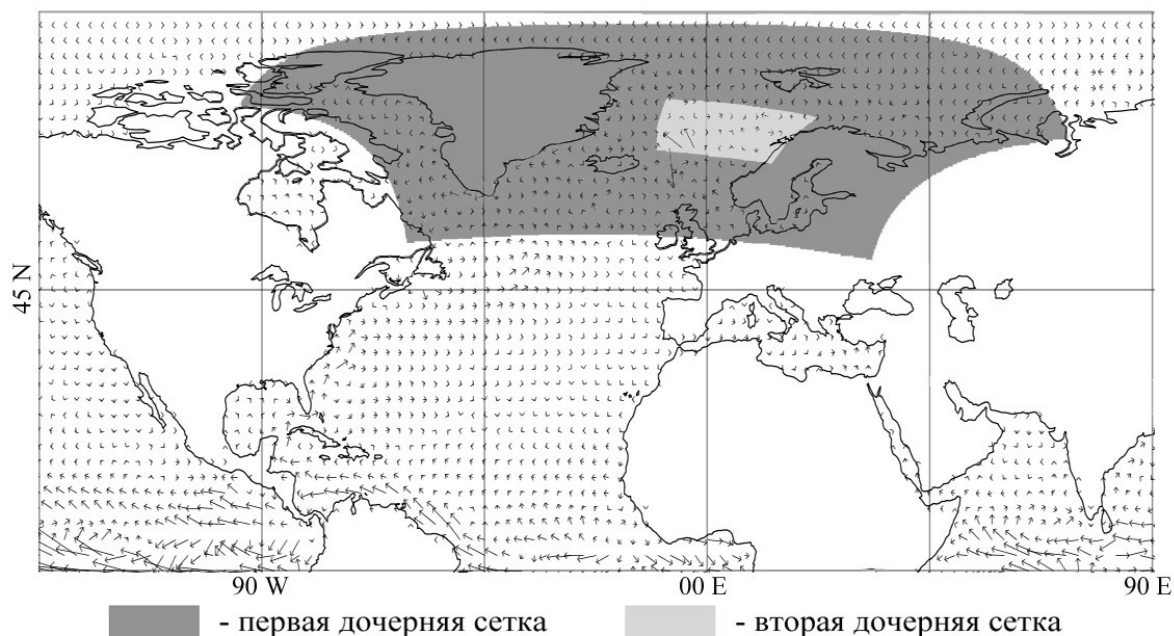 45 N
90 W
00 E
90 E
- первая дочерняя сетка
- вторая дочерняя сетка